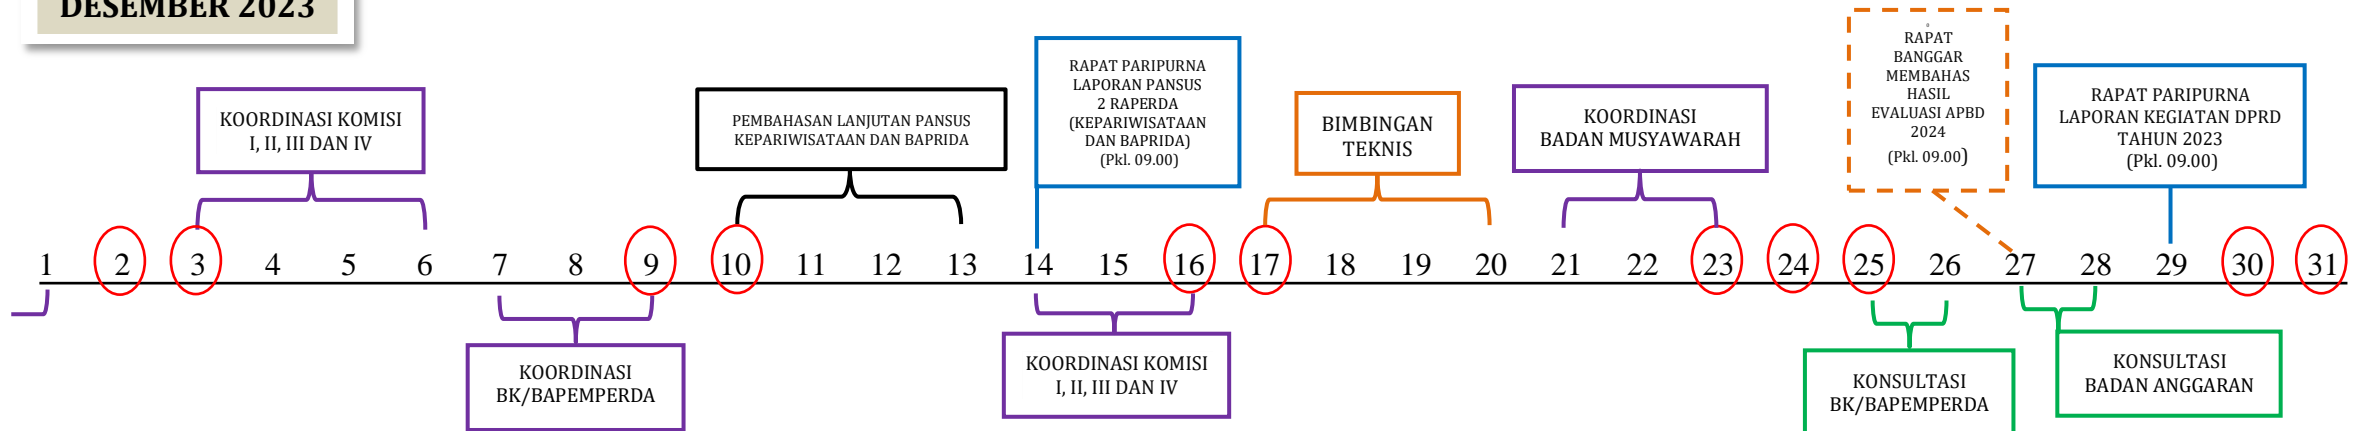 DESEMBER 2023
KOORDINASI KOMISI
I, II, III DAN IV
PEMBAHASAN LANJUTAN PANSUS
KEPARIWISATAAN DAN BAPRIDA
RAPAT PARIPURNA
LAPORAN PANSUS
2 RAPERDA
(KEPARIWISATAAN
DAN BAPRIDA)
(Pkl. 09.00)
BIMBINGAN
TEKNIS
KOORDINASI
BADAN MUSYAWARAH
RAPAT
BANGGAR
MEMBAHAS
HASIL
EVALUASI APBD
2024
(Pkl. 09.00)
RAPAT PARIPURNA
LAPORAN KEGIATAN DPRD
TAHUN 2023
(Pkl. 09.00)
1 2 3 4 5 6 7 8 9 10 11 12 13 14 15 16 17 18 19 20 21 22 23 24 25 26 27 28 29 30 31
KOORDINASI
BK/BAPEMPERDA
KOORDINASI KOMISI
I, II, III DAN IV
KONSULTASI
BK/BAPEMPERDA
KONSULTASI
BADAN ANGGARAN